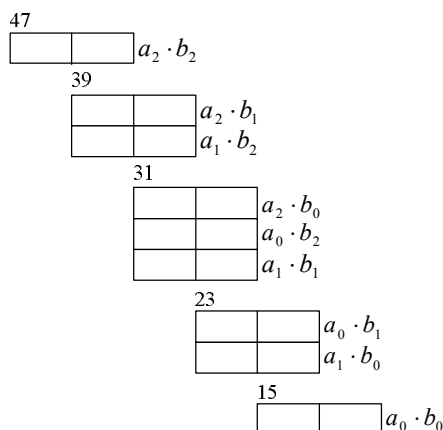 47
a₂ · b₂
39
a₂ · b₁
a₁ · b₂
31
a₂ · b₀
a₀ · b₂
a₁ · b₁
23
a₀ · b₁
a₁ · b₀
15
a₀ · b₀